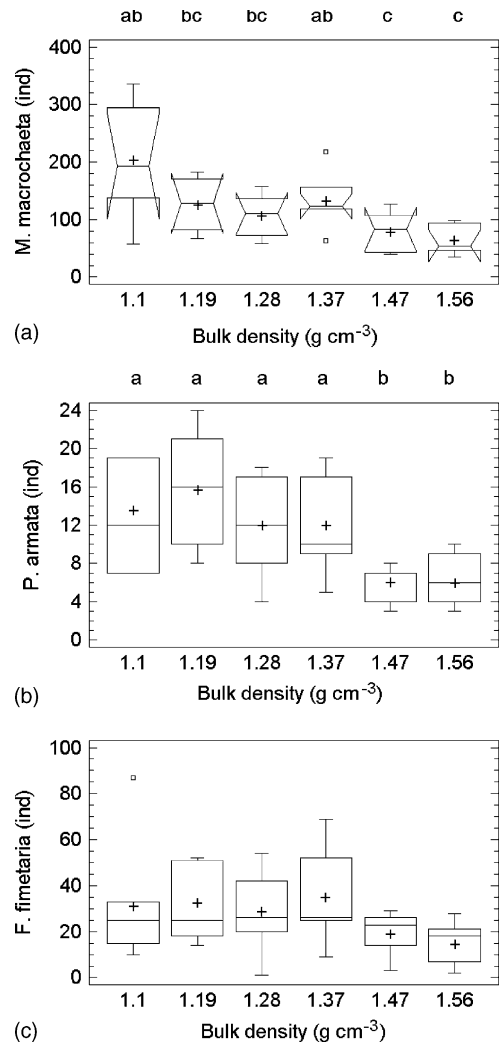 ab bc bc ab c c
M. macrochaeta (ind)
400
300
200
100
0
1.1 1.19 1.28 1.37 1.47 1.56
(a) Bulk density (g cm⁻³)
a a a a b b
P. armata (ind)
24
20
16
12
8
4
0
1.1 1.19 1.28 1.37 1.47 1.56
(b) Bulk density (g cm⁻³)
F. fimetaria (ind)
100
80
60
40
20
0
1.1 1.19 1.28 1.37 1.47 1.56
(c) Bulk density (g cm⁻³)